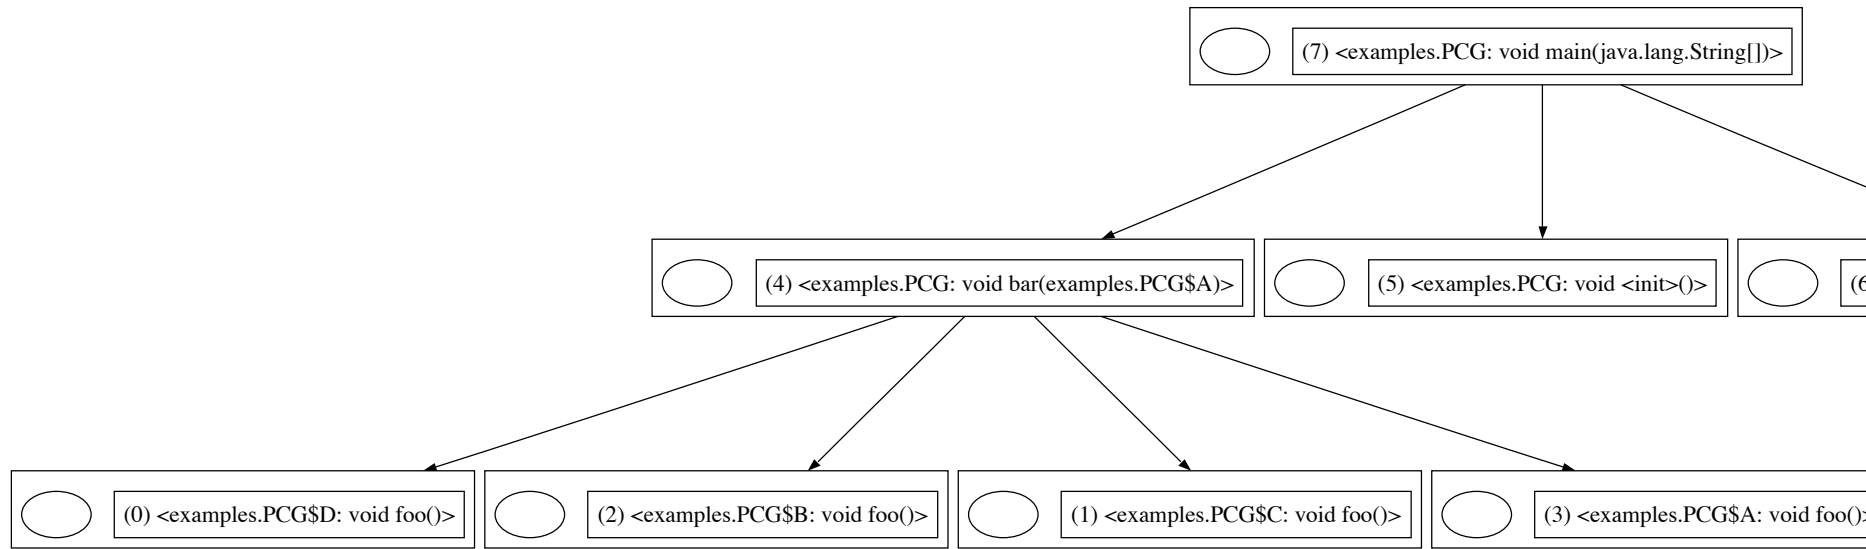 (7) <examples.PCG: void main(java.lang.String[])>
(4) <examples.PCG: void bar(examples.PCG$A)>
(5) <examples.PCG: void <init>()>
(6
(0) <examples.PCG$D: void foo()>
(2) <examples.PCG$B: void foo()>
(1) <examples.PCG$C: void foo()>
(3) <examples.PCG$A: void foo()>